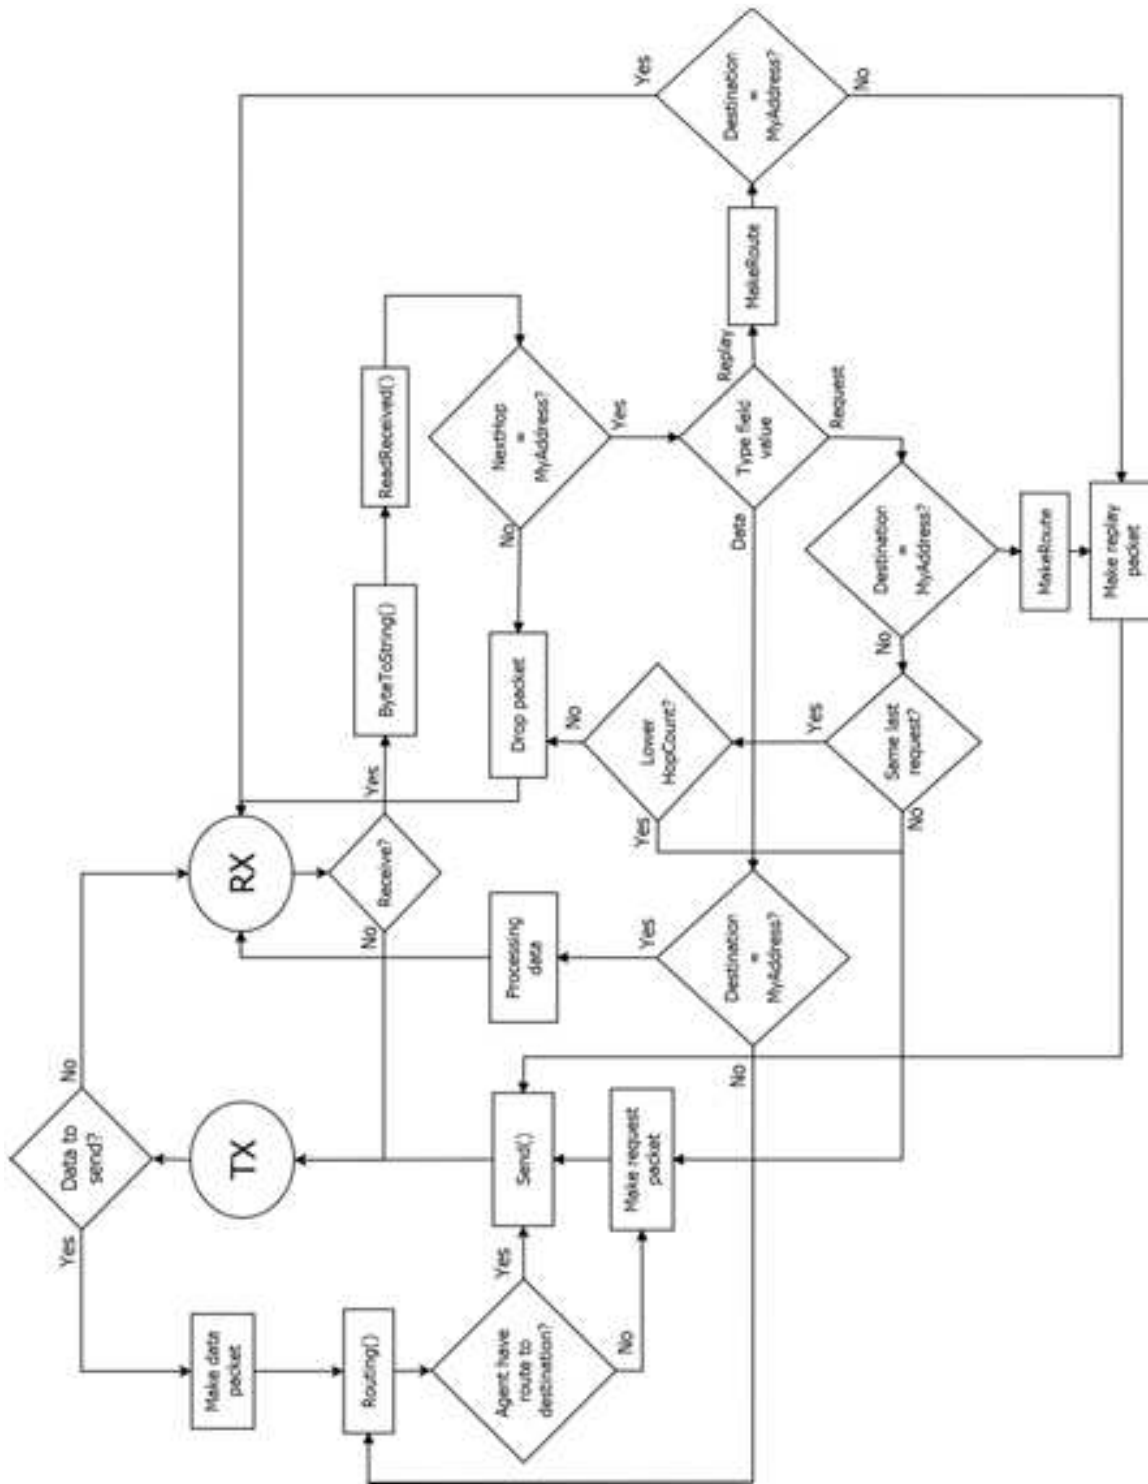 Data to
send?
Yes
No
TX
RX
Make data
packet
Routing()
Agent have
route to
destination?
Yes
No
Send()
Make request
packet
Receive?
Yes
No
ByteToString()
ReadReceived()
NextHop
=
MyAddress?
No
Yes
Drop packet
Processing
data
Lower
HopCount?
No
Yes
Type field
value
Data
Replay
Request
MakeRoute
Destination
=
MyAddress?
Yes
No
Destination
=
MyAddress?
Yes
No
Destination
=
MyAddress?
No
Same last
request?
Yes
No
MakeRoute
Make replay
packet